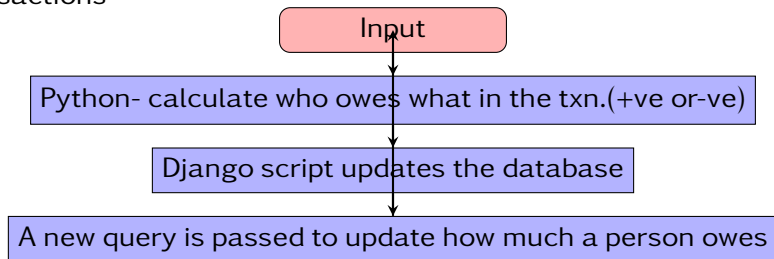 sactions
Input
Python- calculate who owes what in the txn.(+ve or-ve)
Django script updates the database
A new query is passed to update how much a person owes